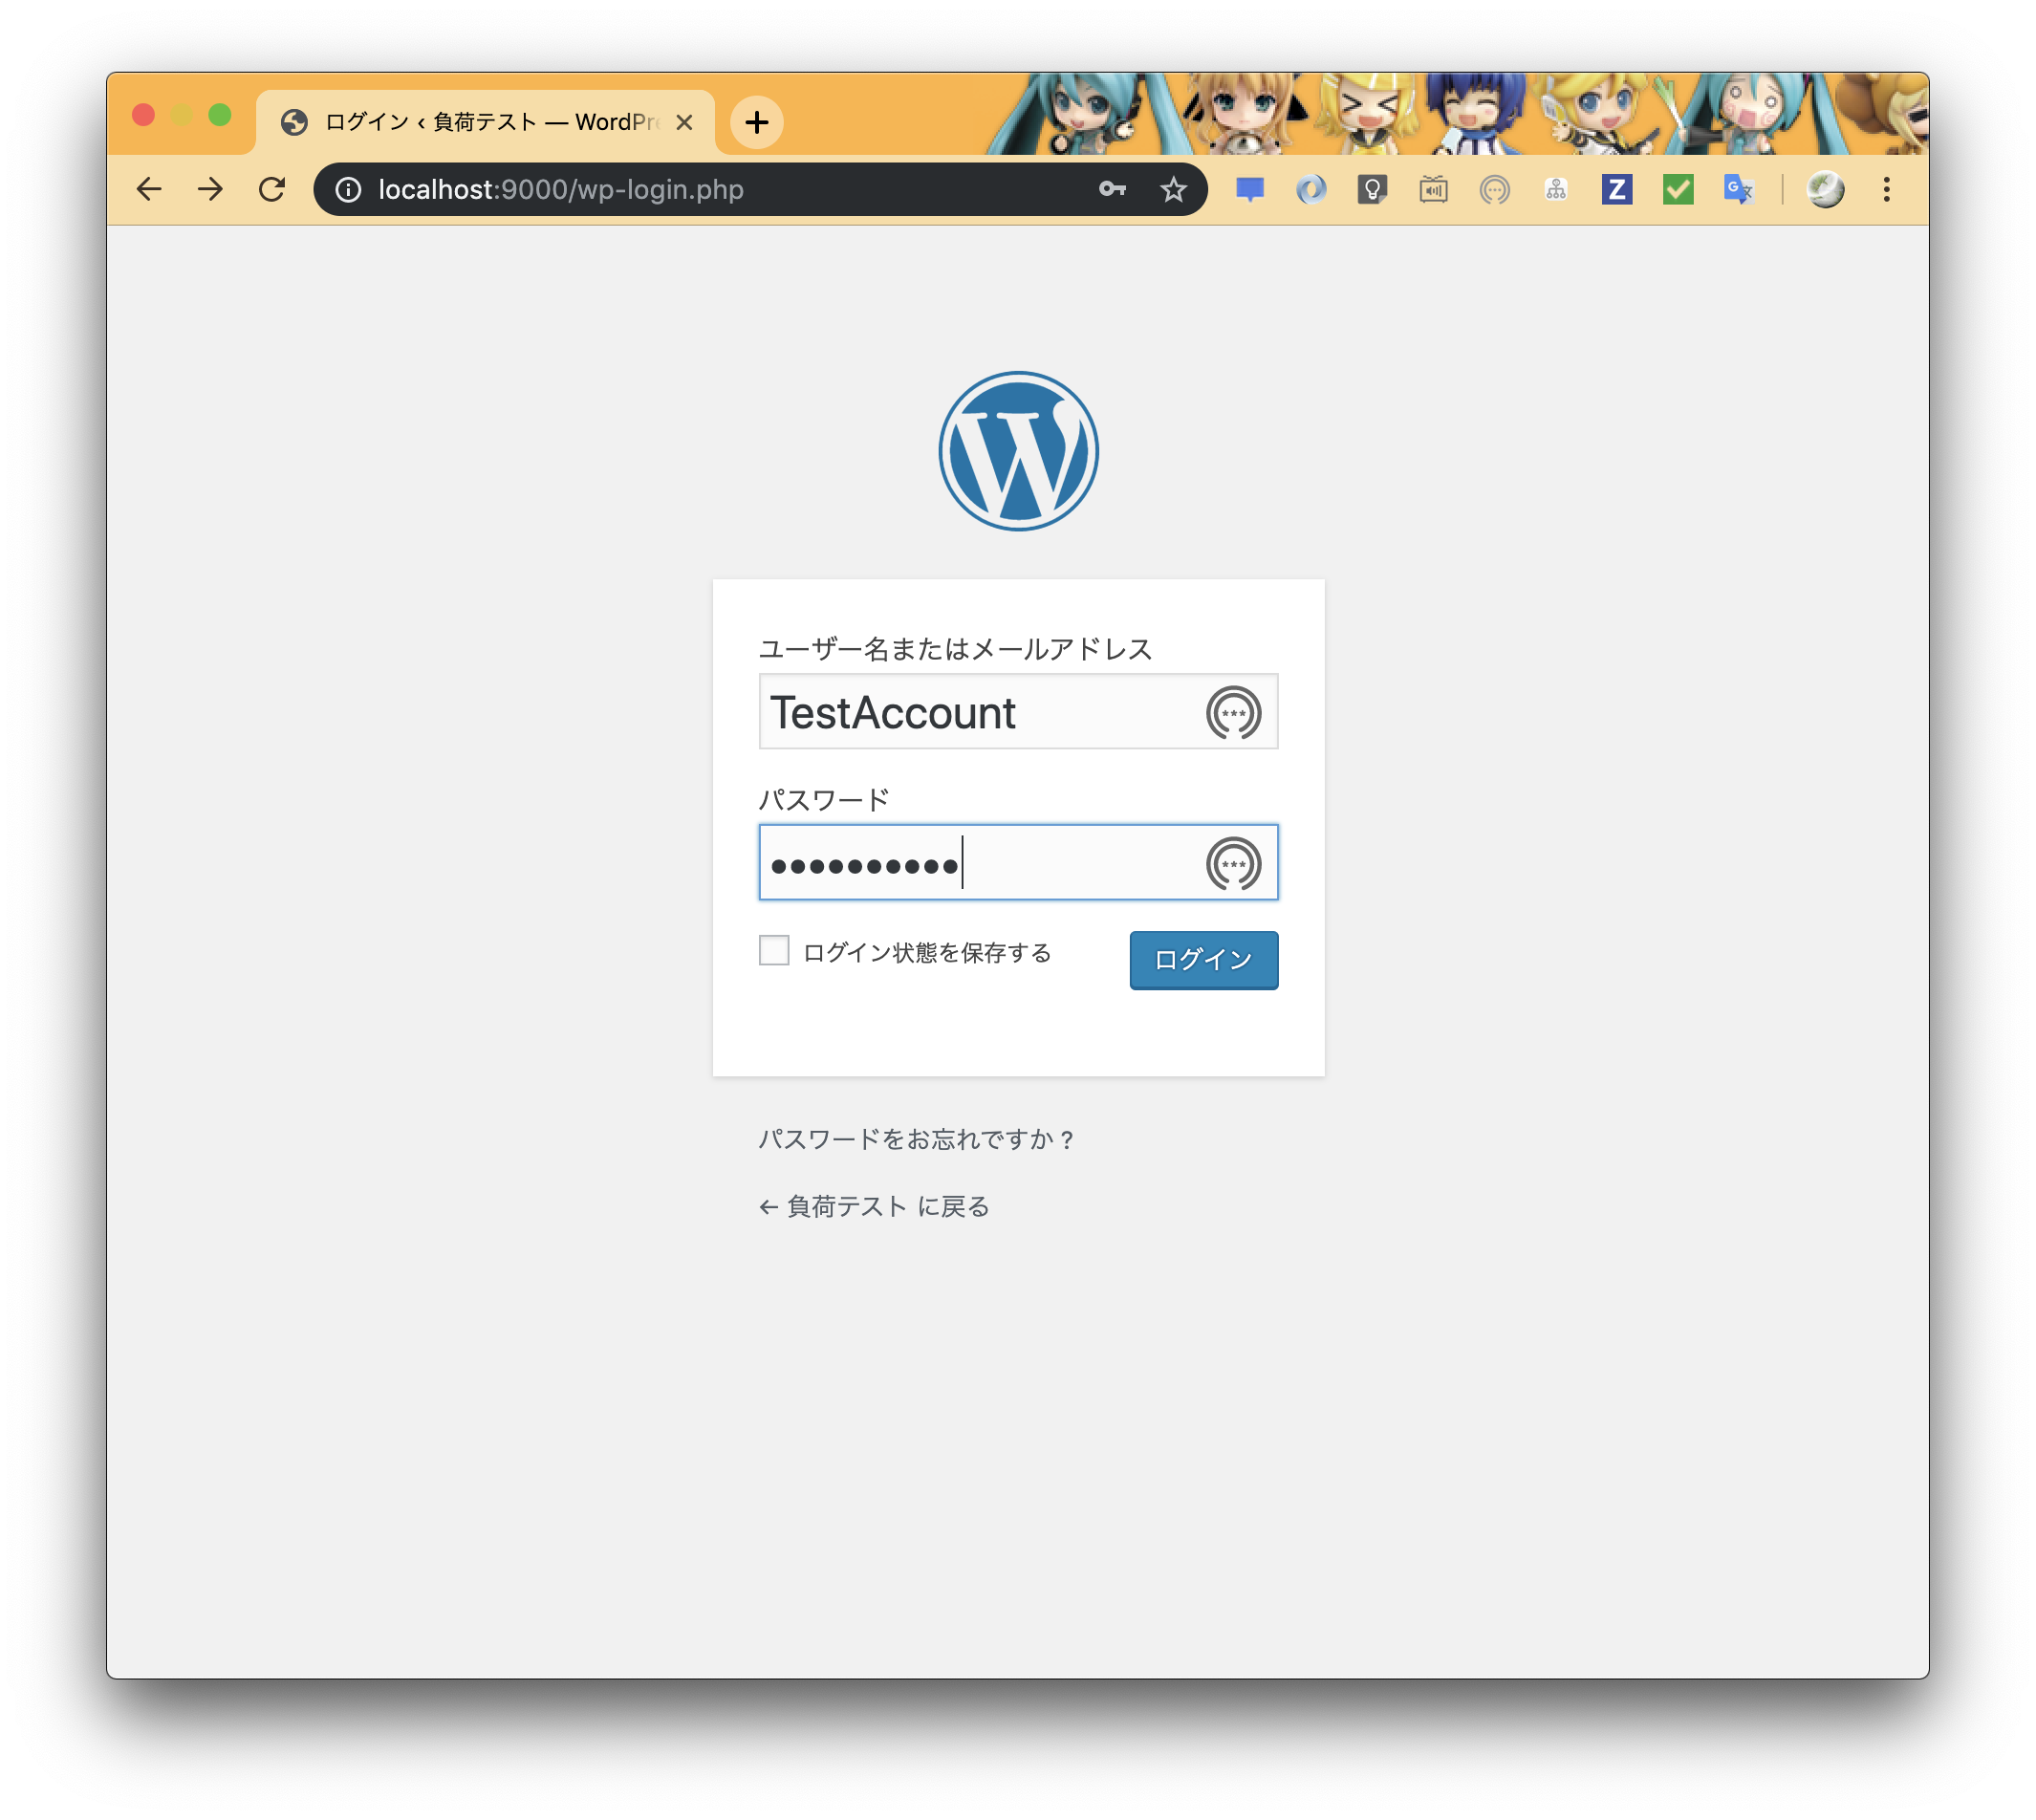 ログイン ‹ 負荷テスト — WordPr
localhost:9000/wp-login.php
ユーザー名またはメールアドレス
TestAccount
パスワード
••••••••••
ログイン状態を保存する
ログイン
パスワードをお忘れですか ?
← 負荷テスト に戻る